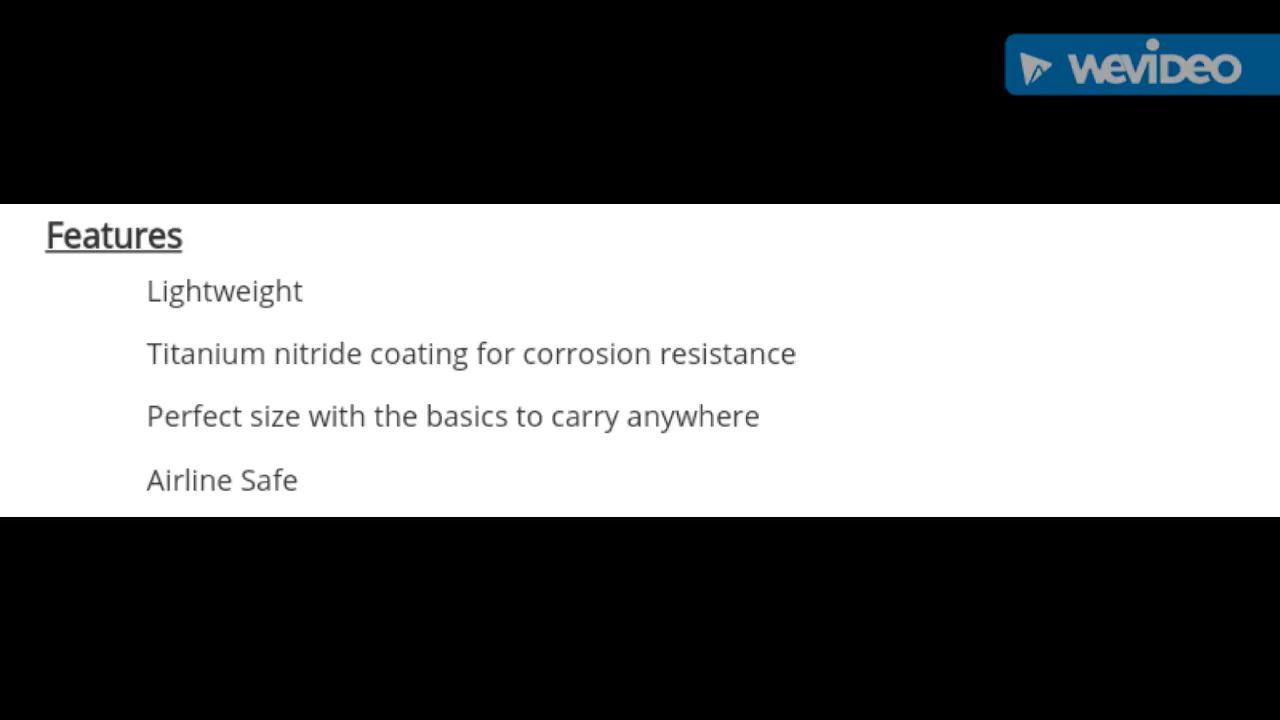 WEVIDEO
Features
Lightweight
Titanium nitride coating for corrosion resistance
Perfect size with the basics to carry anywhere
Airline Safe